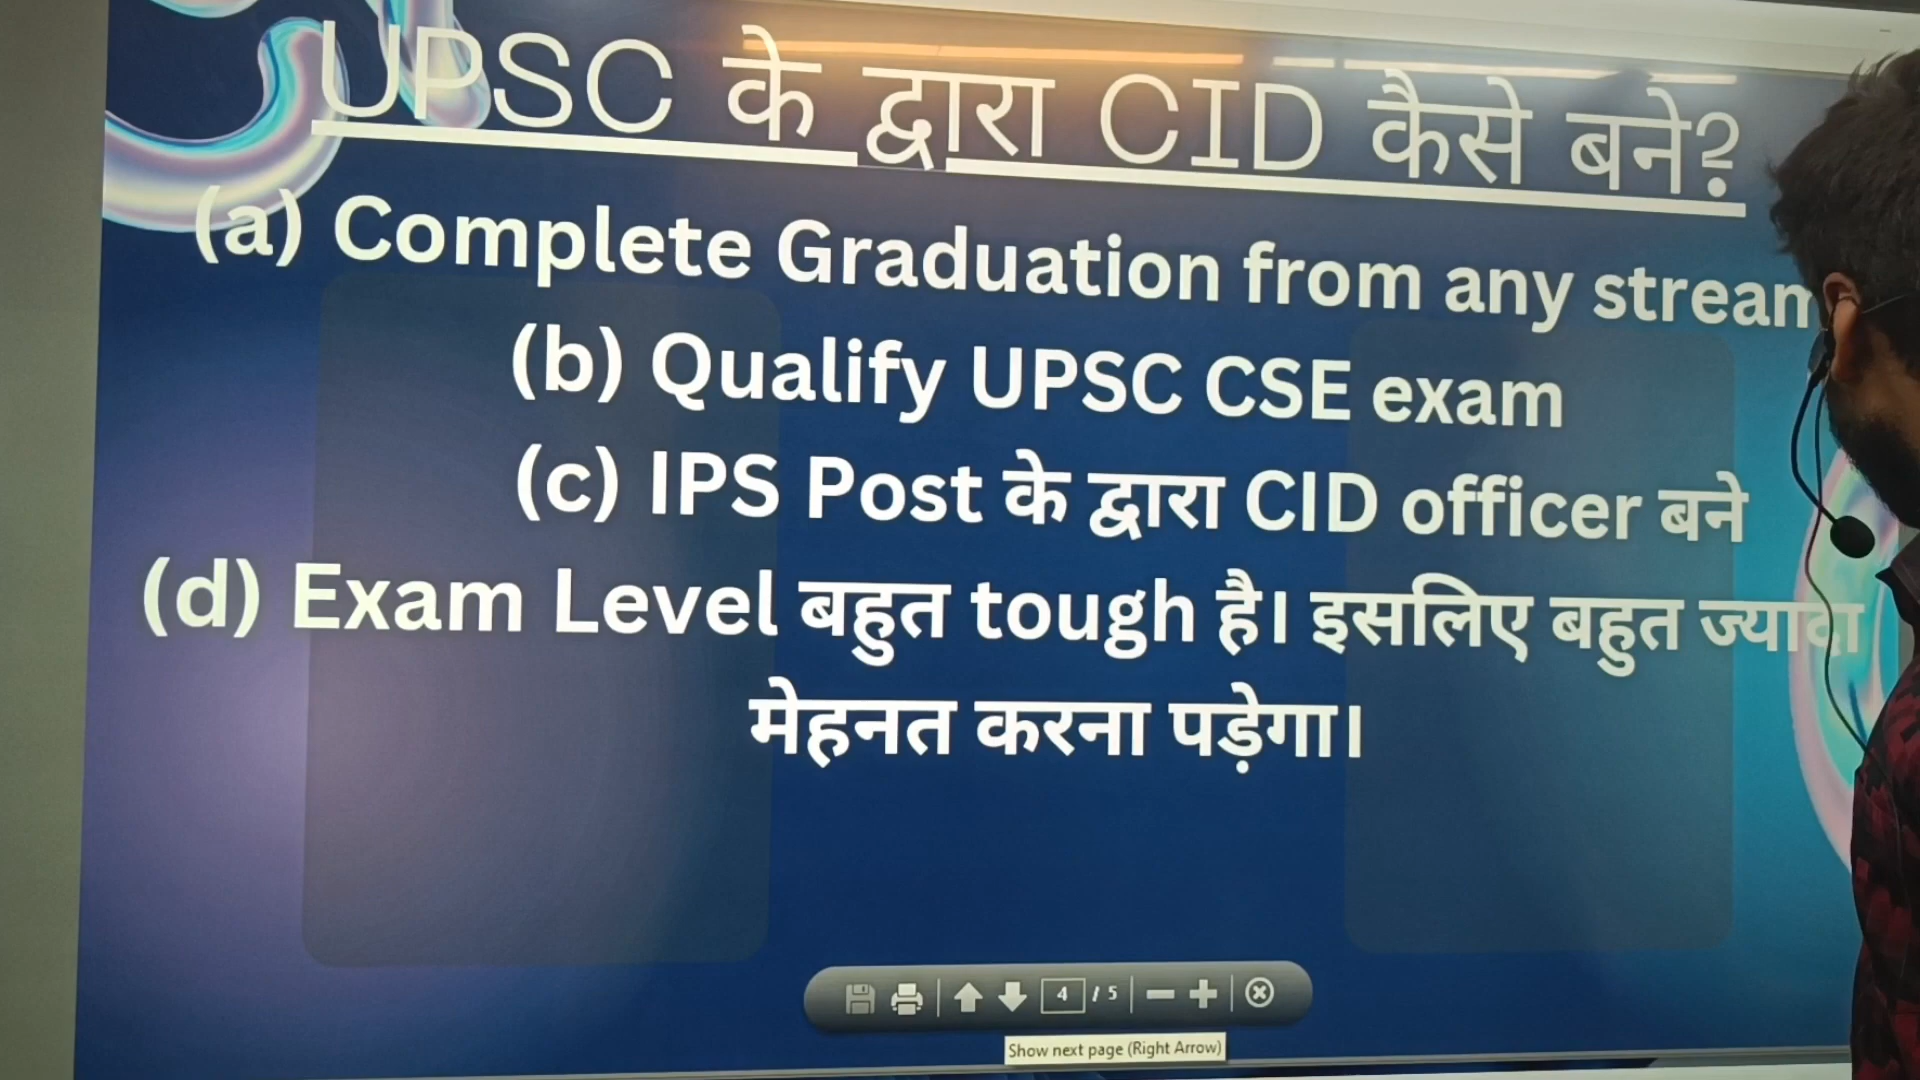 UPSC के द्वारा CID कैसे बने?
(a) Complete Graduation from any stream
(b) Qualify UPSC CSE exam
(c) IPS Post के द्वारा CID officer बने
(d) Exam Level बहुत tough है। इसलिए बहुत ज्यादा
मेहनत करना पड़ेगा।
4 / 5
Show next page (Right Arrow)